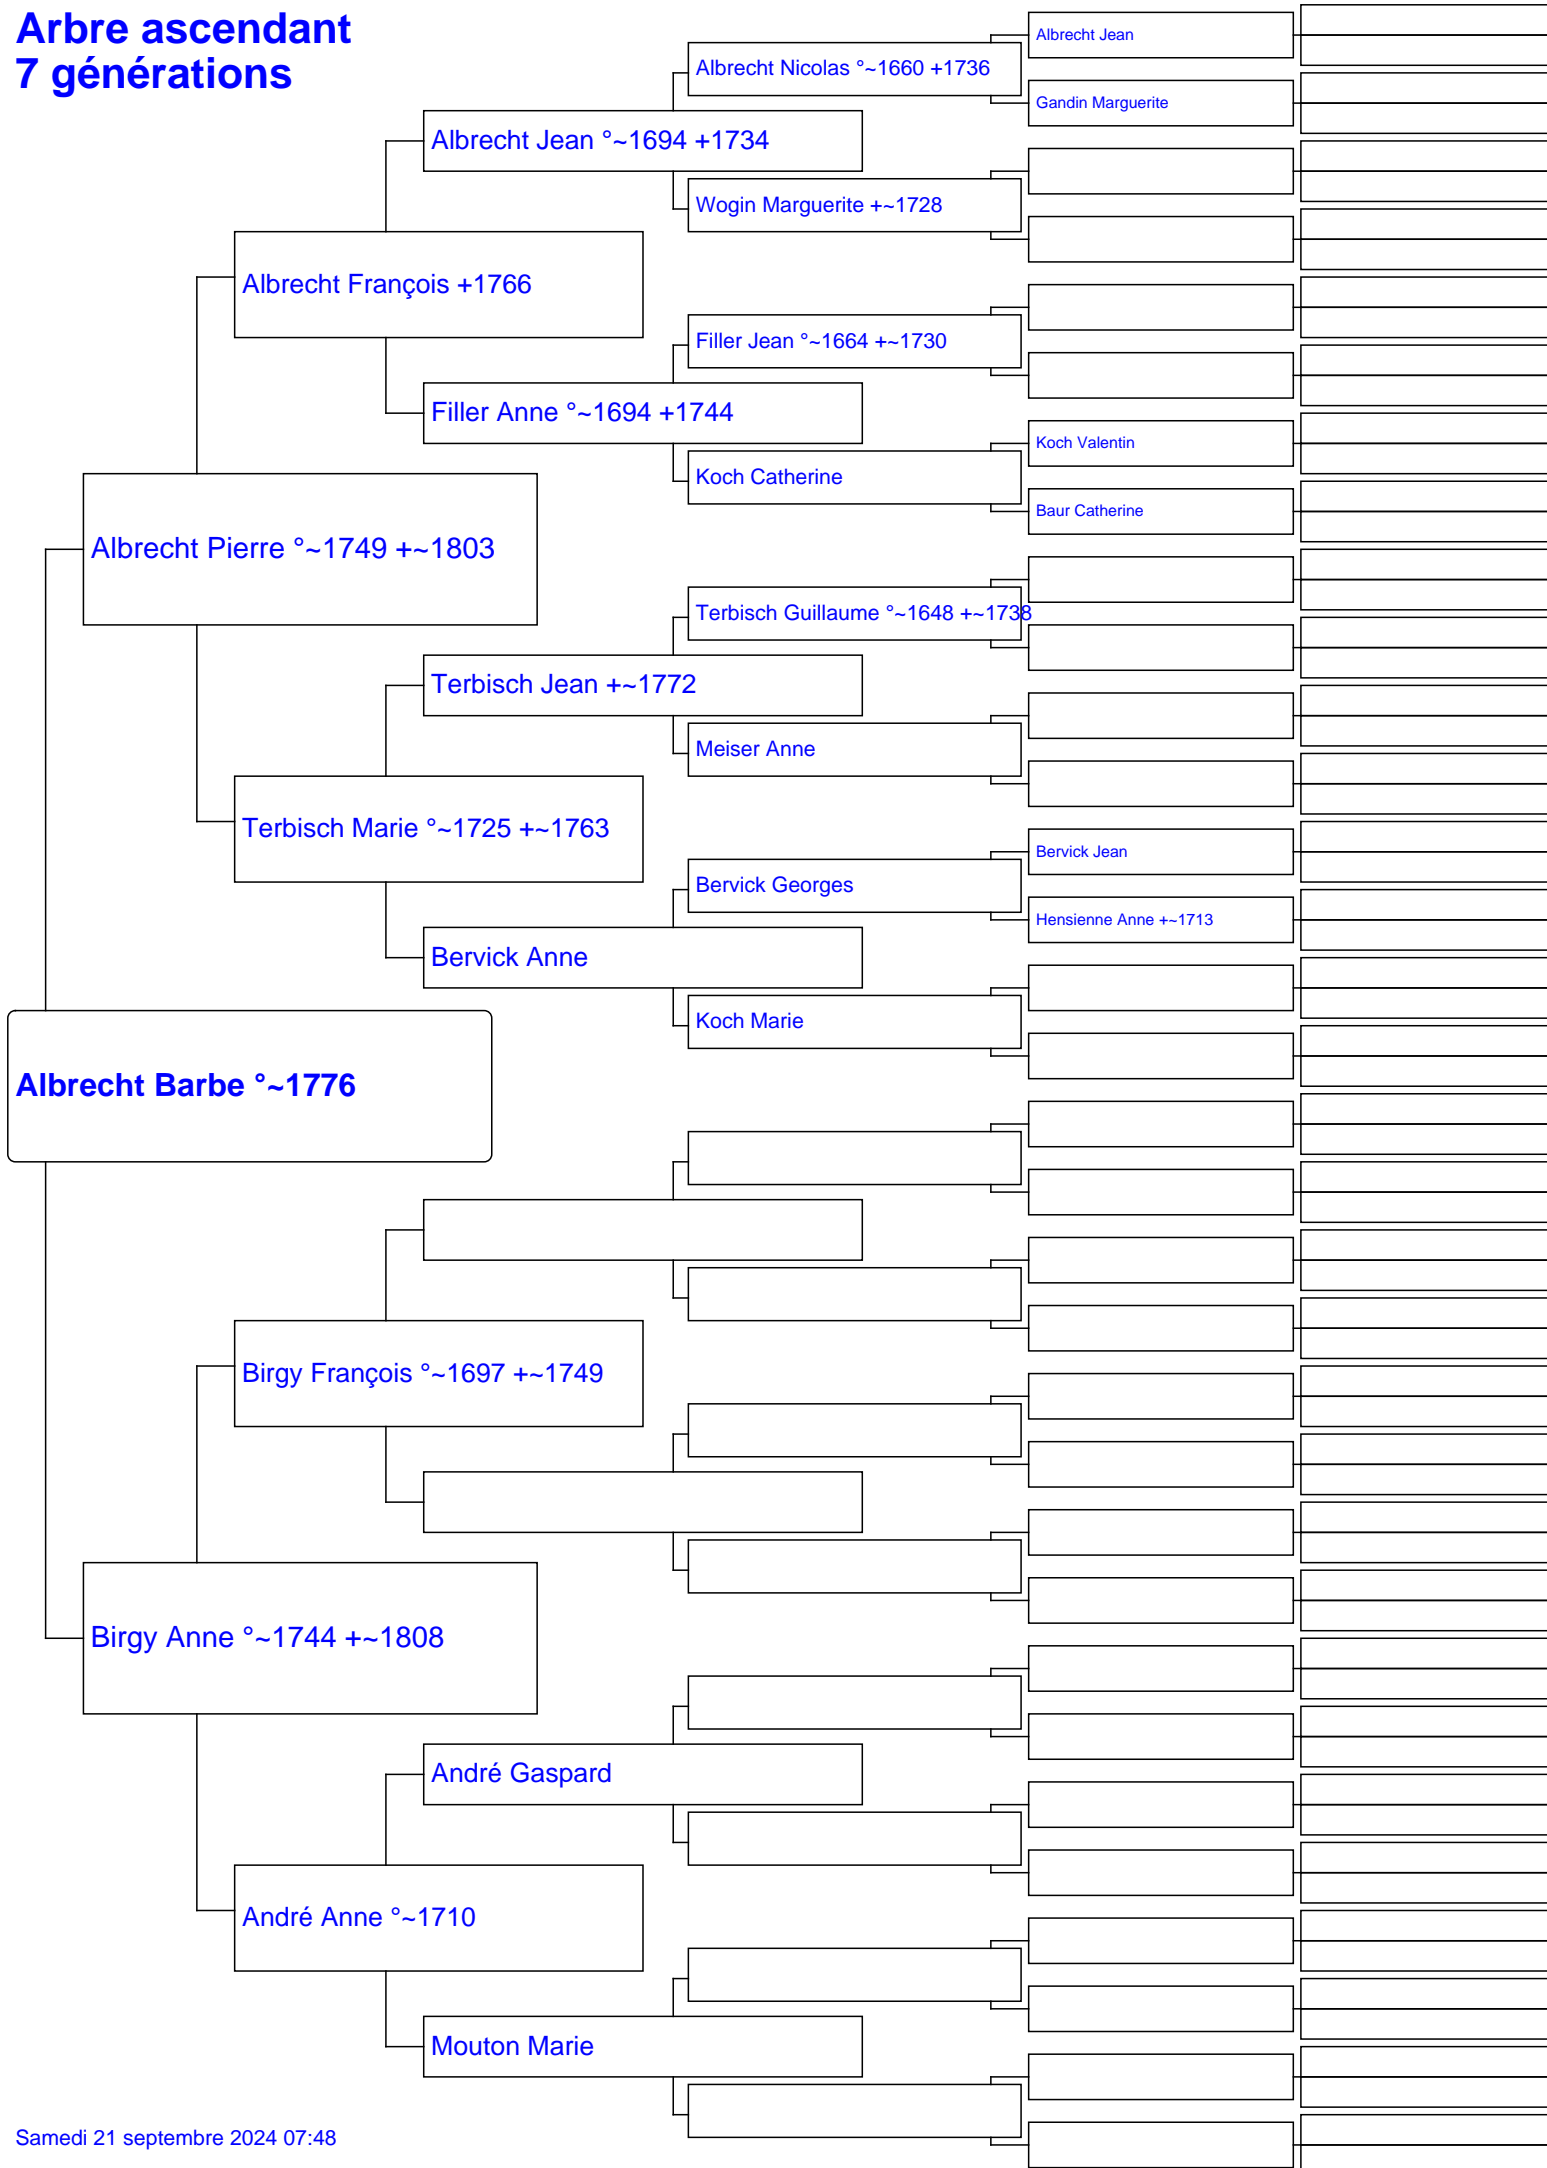 Arbre ascendant
7 générations
Albrecht Jean
Albrecht Nicolas °~1660 +1736
Gandin Marguerite
Albrecht Jean °~1694 +1734
Wogin Marguerite +~1728
Albrecht François +1766
Filler Jean °~1664 +~1730
Filler Anne °~1694 +1744
Koch Valentin
Koch Catherine
Baur Catherine
Albrecht Pierre °~1749 +~1803
Terbisch Guillaume °~1648 +~1738
Terbisch Jean +~1772
Meiser Anne
Terbisch Marie °~1725 +~1763
Bervick Jean
Bervick Georges
Hensienne Anne +~1713
Bervick Anne
Koch Marie
Albrecht Barbe °~1776
Birgy François °~1697 +~1749
Birgy Anne °~1744 +~1808
André Gaspard
André Anne °~1710
Mouton Marie
Samedi 21 septembre 2024 07:48